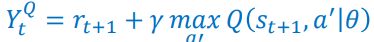 Y_t^Q = r_{t+1} + γ max_{a'} Q(s_{t+1}, a'|θ)